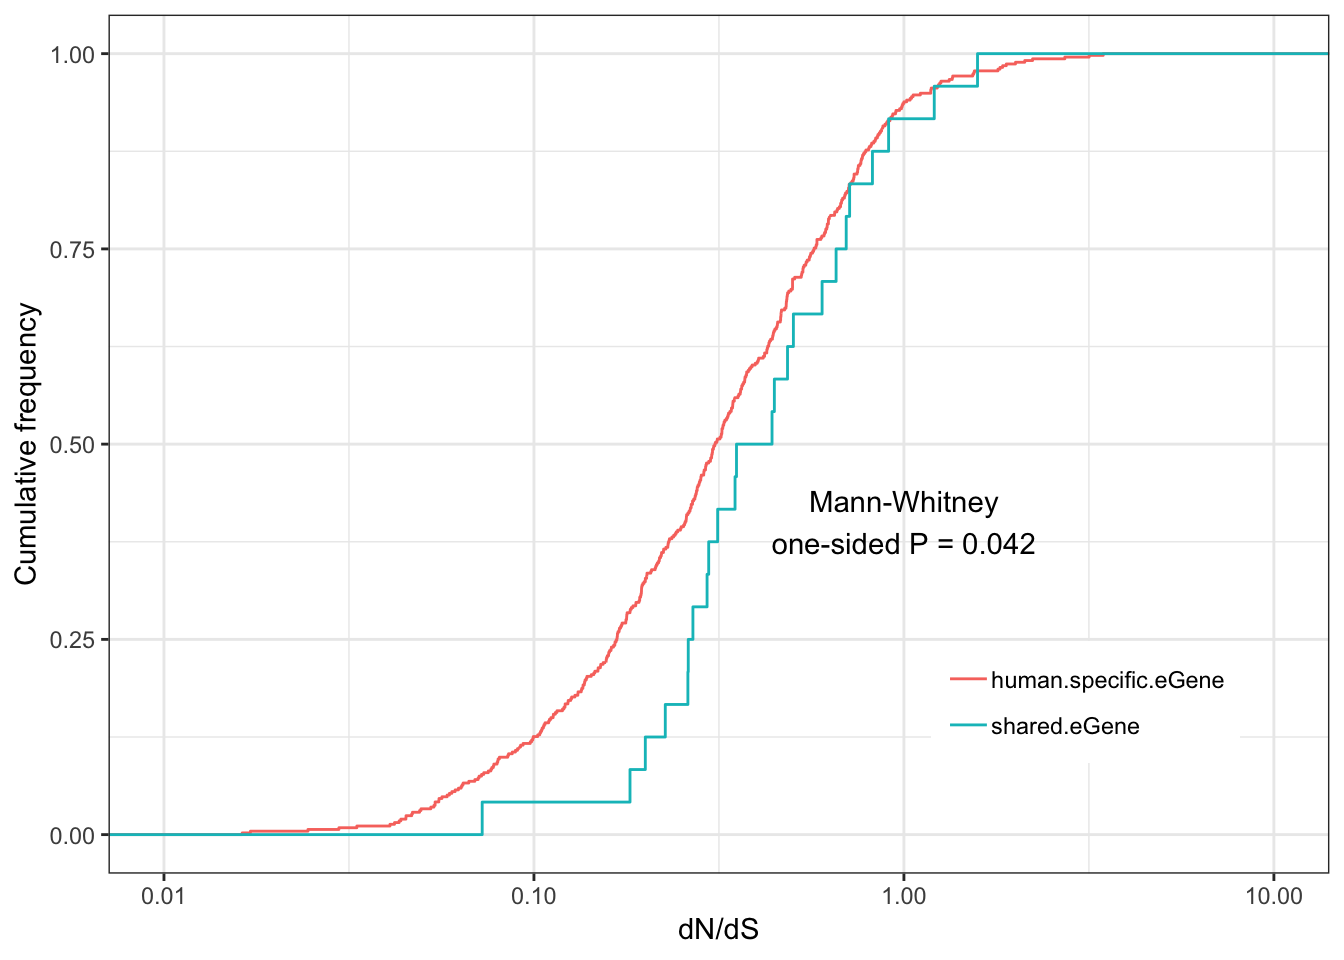 1.00
0.75
0.50
0.25
0.00
Cumulative frequency
Mann-Whitney
one-sided P = 0.042
human.specific.eGene
shared.eGene
0.01
0.10
1.00
10.00
dN/dS